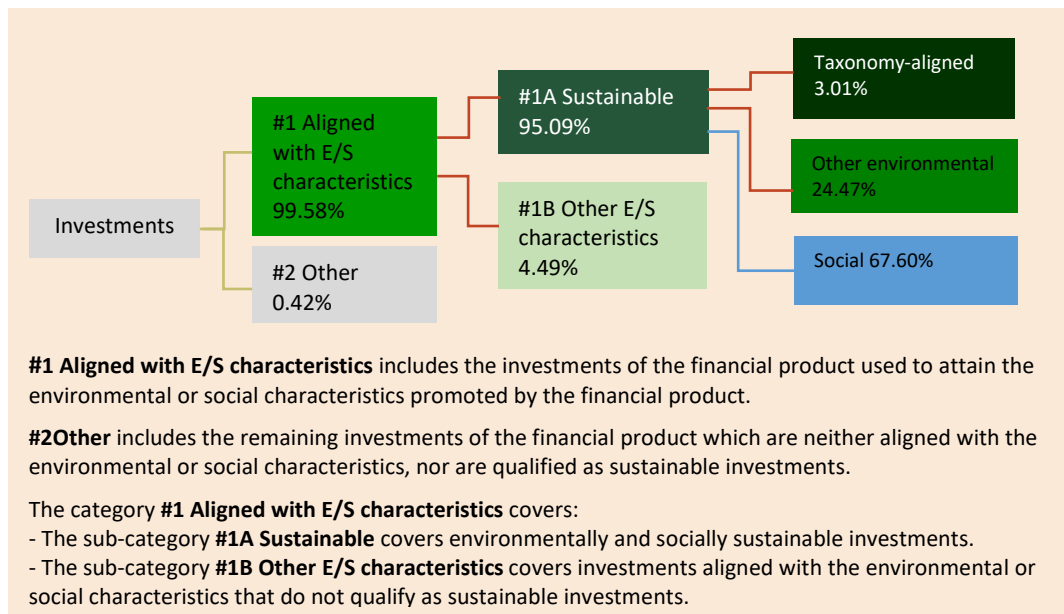 Investments
#1 Aligned
with E/S
characteristics
99.58%
#2 Other
0.42%
#1A Sustainable
95.09%
#1B Other E/S
characteristics
4.49%
Taxonomy-aligned
3.01%
Other environmental
24.47%
Social 67.60%
#1 Aligned with E/S characteristics includes the investments of the financial product used to attain the
environmental or social characteristics promoted by the financial product.
#2Other includes the remaining investments of the financial product which are neither aligned with the
environmental or social characteristics, nor are qualified as sustainable investments.
The category #1 Aligned with E/S characteristics covers:
- The sub-category #1A Sustainable covers environmentally and socially sustainable investments.
- The sub-category #1B Other E/S characteristics covers investments aligned with the environmental or
social characteristics that do not qualify as sustainable investments.